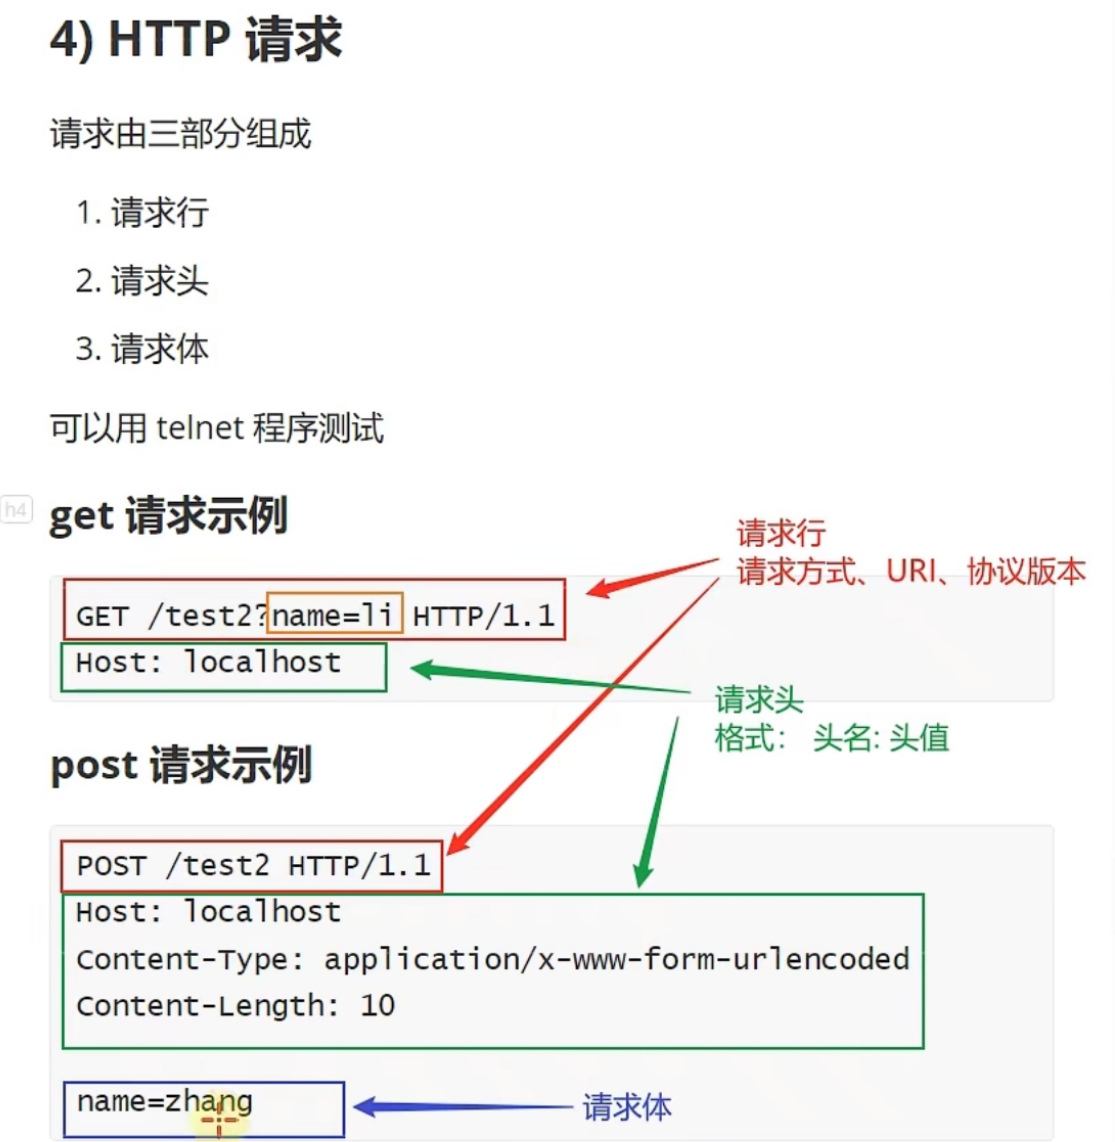 4) HTTP 请求
请求由三部分组成
1. 请求行
2. 请求头
3. 请求体
可以用 telnet 程序测试
h4
get 请求示例
请求行
请求方式、URI、协议版本
GET /test2?name=li HTTP/1.1
Host: localhost
请求头
格式： 头名: 头值
post 请求示例
POST /test2 HTTP/1.1
Host: localhost
Content-Type: application/x-www-form-urlencoded
Content-Length: 10
name=zhang
请求体